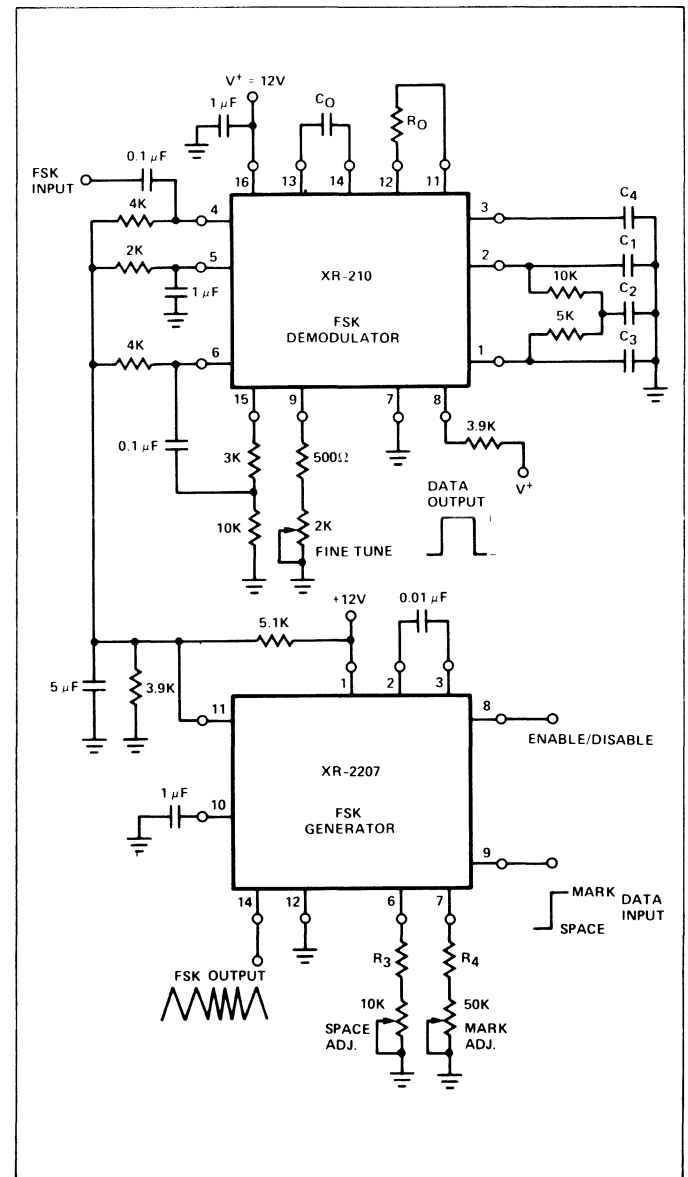 V+ = 12V
1 μF
CO
RO
0.1 μF
FSK
INPUT
16
13
14
12
11
4K
4
3
C4
2K
5
XR-210
2
C1
10K
1 μF
C2
FSK
DEMODULATOR
5K
4K
6
1
C3
15
9
7
8
0.1 μF
3K
500Ω
3.9K
V+
DATA
OUTPUT
10K
2K
FINE TUNE
+12V
0.01 μF
5.1K
5 μF
3.9K
1
2
3
11
8
ENABLE/DISABLE
XR-2207
1 μF
10
FSK
GENERATOR
9
MARK
DATA
INPUT
SPACE
14
12
6
7
FSK OUTPUT
R3
R4
10K
50K
SPACE
ADJ.
MARK
ADJ.